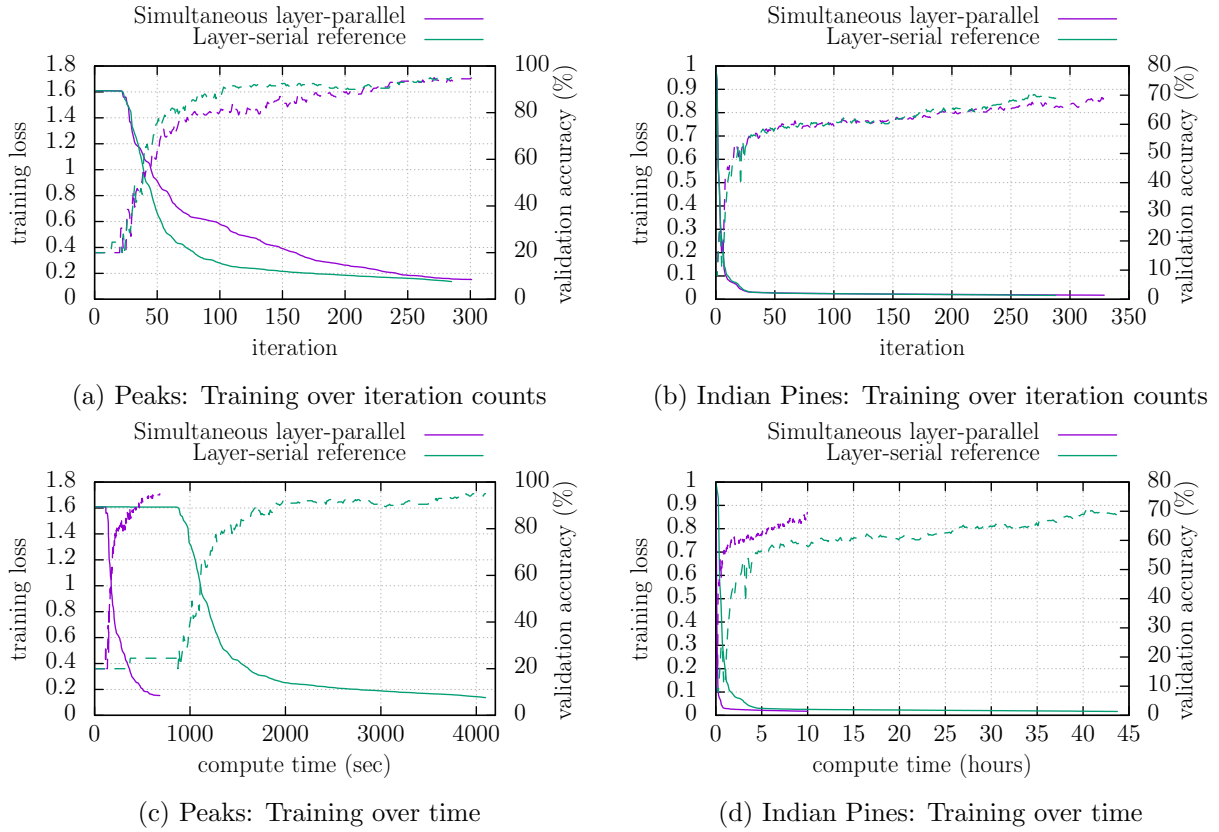 Simultaneous layer-parallel
Layer-serial reference
1.8
1.6
1.4
1.2
1
0.8
0.6
0.4
0.2
0
training loss
100
80
60
40
20
0
validation accuracy (%)
0 50 100 150 200 250 300
iteration
(a) Peaks: Training over iteration counts
Simultaneous layer-parallel
Layer-serial reference
1
0.9
0.8
0.7
0.6
0.5
0.4
0.3
0.2
0.1
0
training loss
80
70
60
50
40
30
20
10
0
validation accuracy (%)
0 50 100 150 200 250 300 350
iteration
(b) Indian Pines: Training over iteration counts
Simultaneous layer-parallel
Layer-serial reference
1.8
1.6
1.4
1.2
1
0.8
0.6
0.4
0.2
0
training loss
100
80
60
40
20
0
validation accuracy (%)
0 1000 2000 3000 4000
compute time (sec)
(c) Peaks: Training over time
Simultaneous layer-parallel
Layer-serial reference
1
0.9
0.8
0.7
0.6
0.5
0.4
0.3
0.2
0.1
0
training loss
80
70
60
50
40
30
20
10
0
validation accuracy (%)
0 5 10 15 20 25 30 35 40 45
compute time (hours)
(d) Indian Pines: Training over time